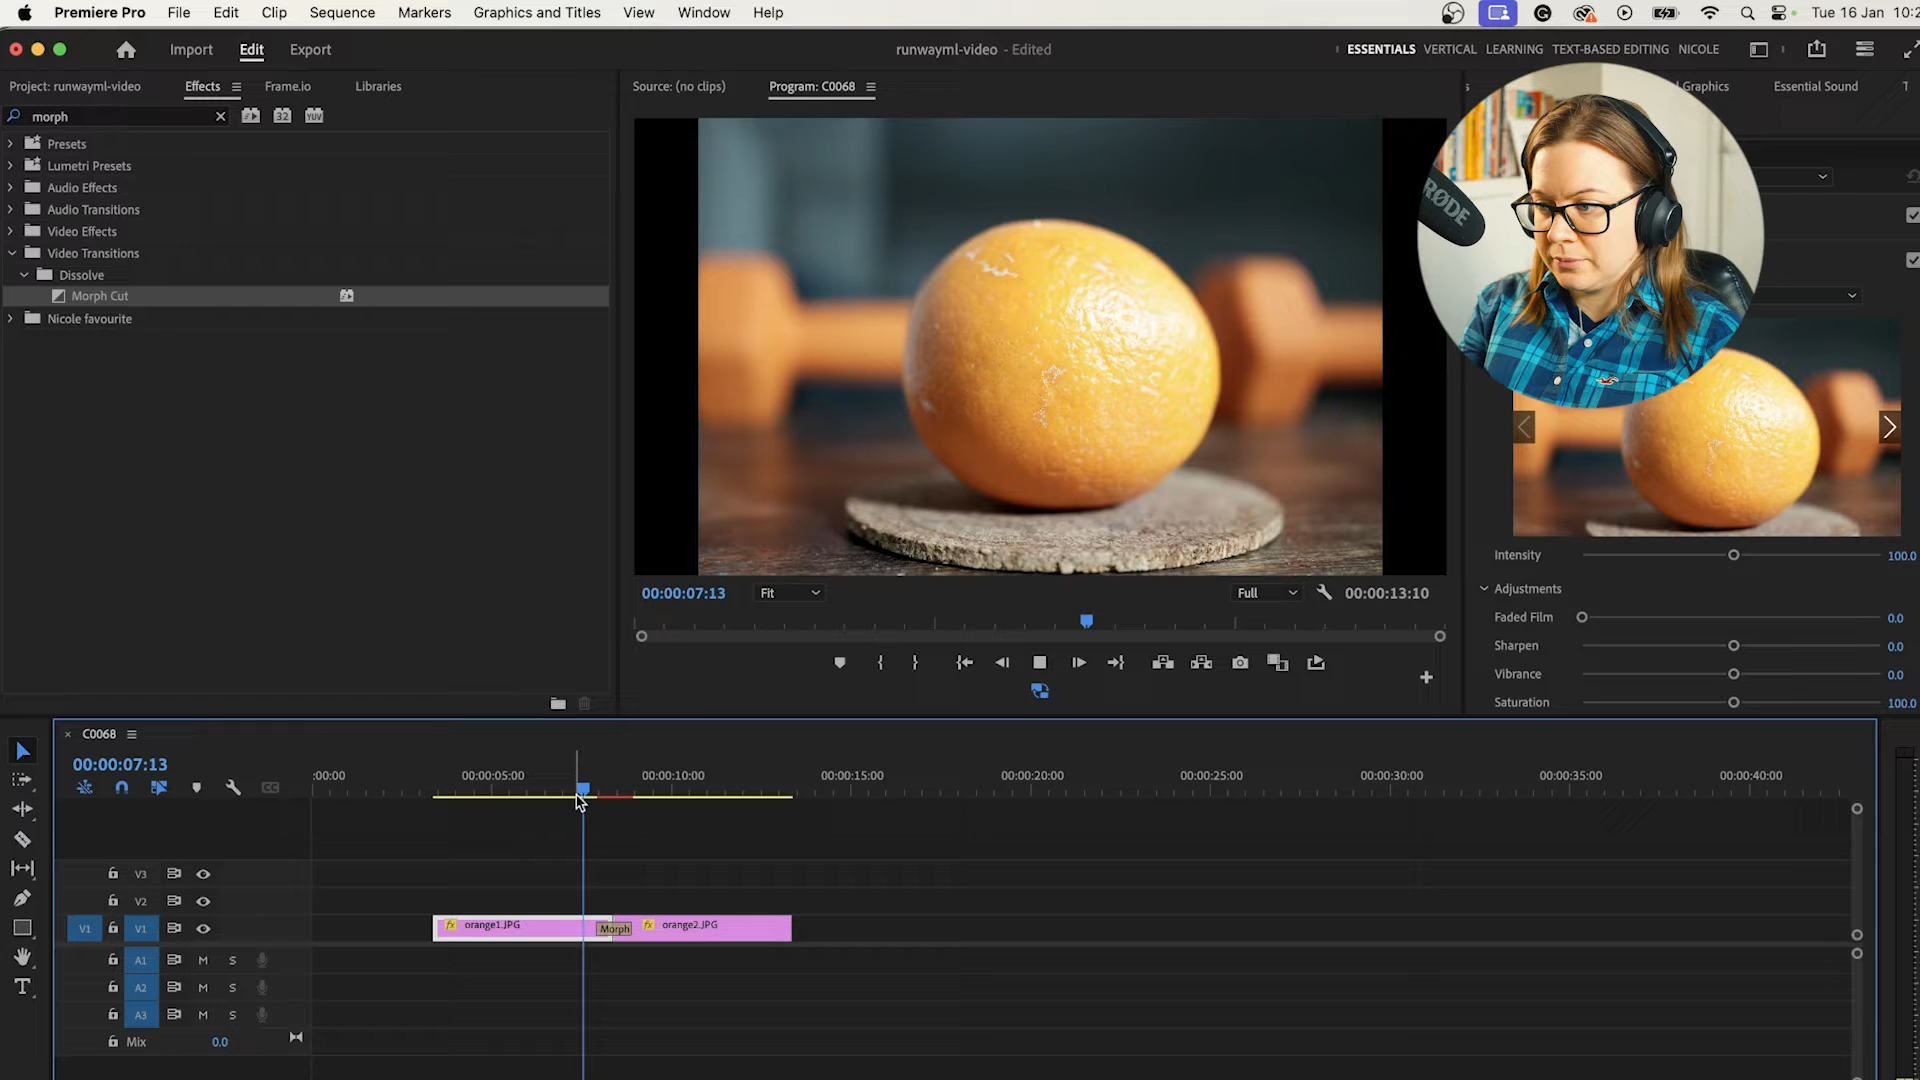 Premiere Pro File Edit Clip Sequence Markers Graphics and Titles View Window Help Tue 16 Jan 10:2
Import Edit Export runwayml-video - Edited ESSENTIALS VERTICAL LEARNING TEXT-BASED EDITING NICOLE
Project: runwayml-video Effects Frame.io Libraries Source: (no clips) Program: C0068 s Graphics Essential Sound T
morph 32 YUV
Presets
Lumetri Presets
Audio Effects
Audio Transitions
Video Effects
Video Transitions
Dissolve
Morph Cut
Nicole favourite
RØDE
Intensity 100.0
Adjustments
Faded Film 0.0
Sharpen 0.0
Vibrance 0.0
Saturation 100.0
00:00:07:13 Fit Full 00:00:13:10
C0068
00:00:07:13
:00:00 00:00:05:00 00:00:10:00 00:00:15:00 00:00:20:00 00:00:25:00 00:00:30:00 00:00:35:00 00:00:40:00
CC
V3
V2
V1 V1 fx orange1.JPG Morph fx orange2.JPG
A1 M S
A2 M S
A3 M S
Mix 0.0